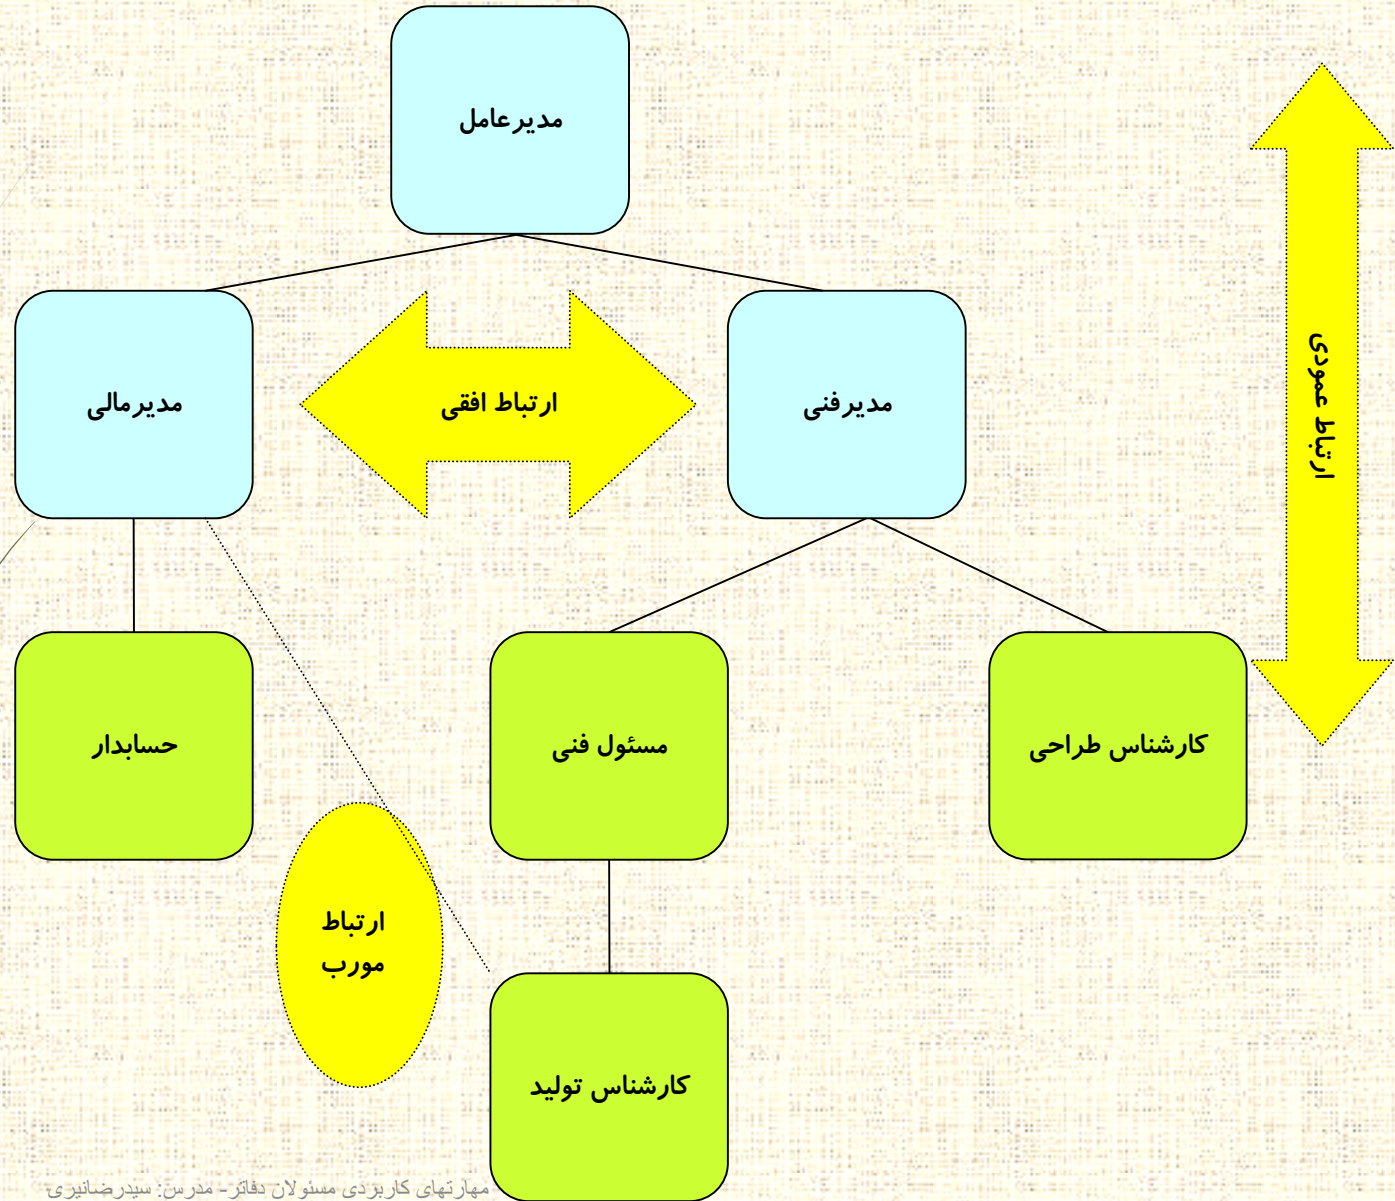 مدیرعامل
مدیرفنی
ارتباط افقی
مدیرمالی
ارتباط عمودی
کارشناس طراحی
مسئول فنی
حسابدار
ارتباط
مورب
کارشناس تولید
مهارتهای کاربردی مسئولان دفاتر- مدرس: سیدرضانیری